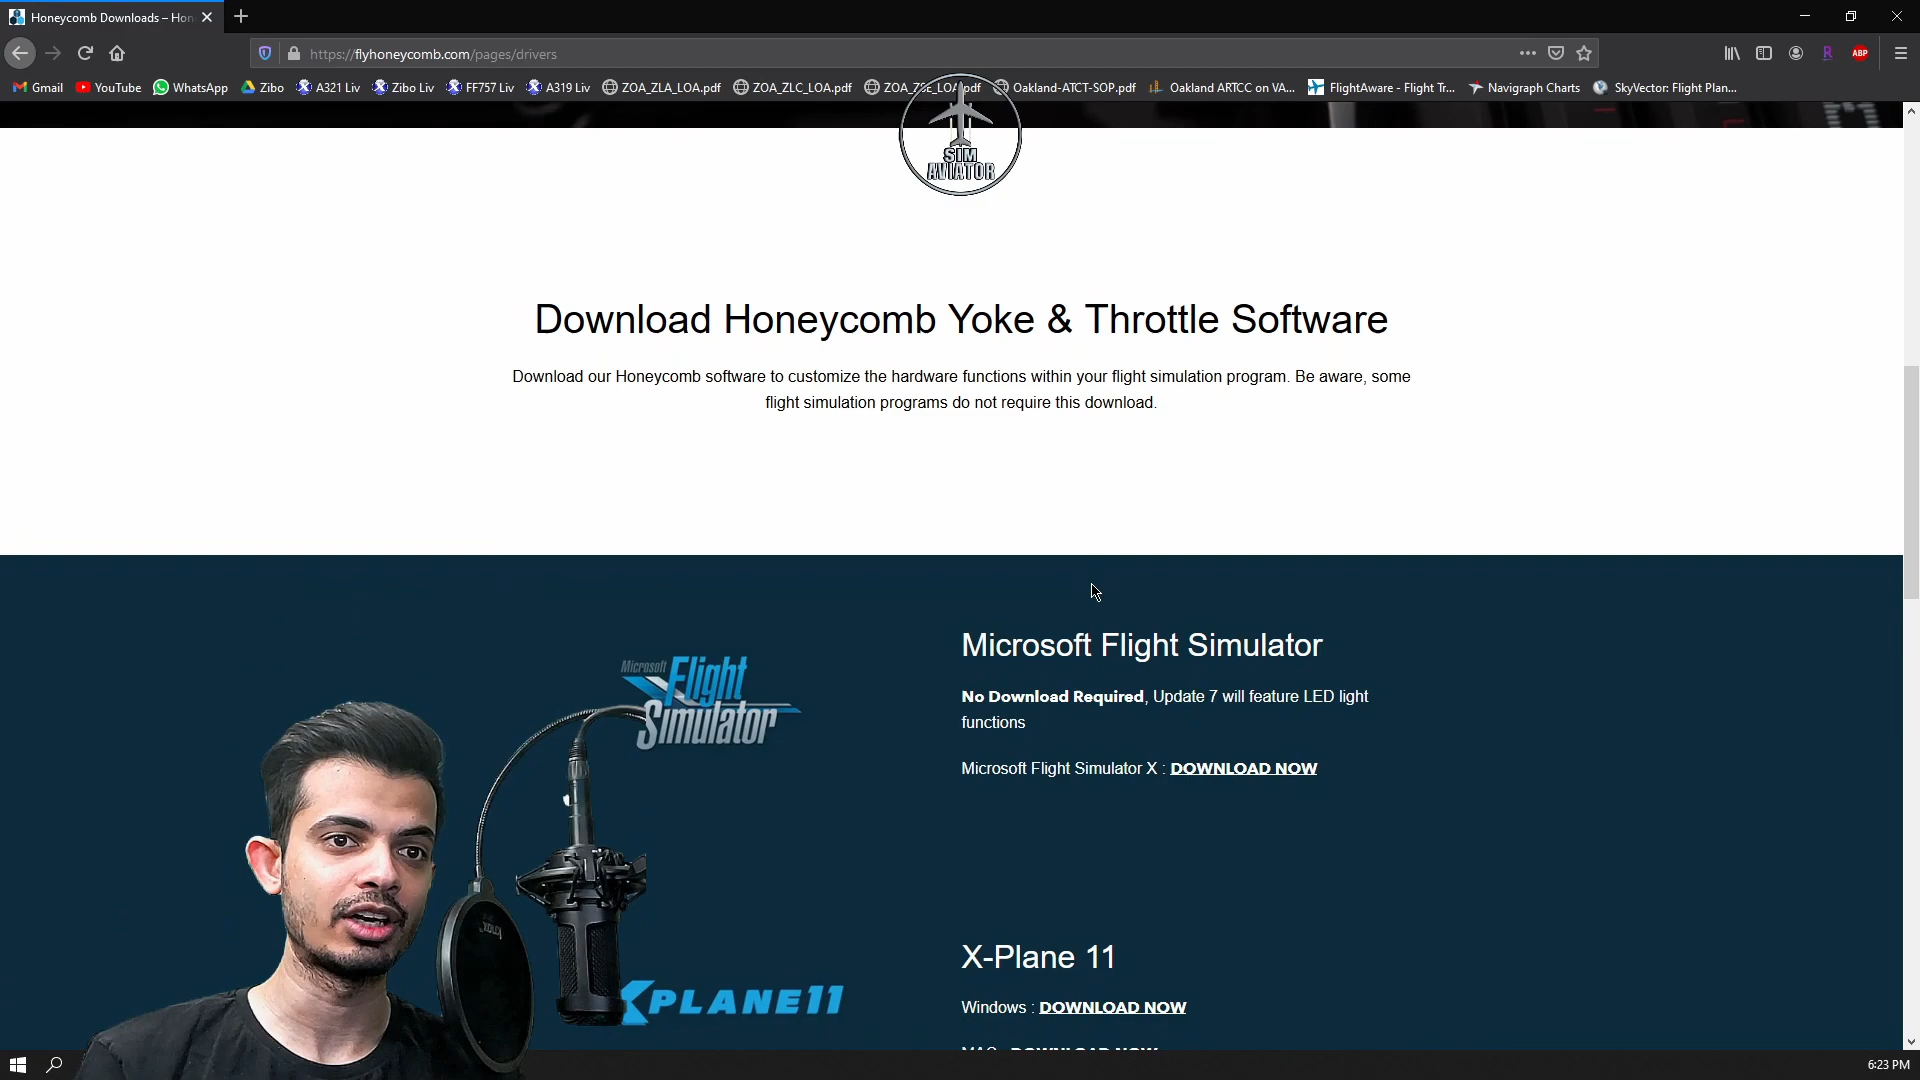 Honeycomb Downloads – Hon
https://flyhoneycomb.com/pages/drivers
ABP
Gmail YouTube WhatsApp Zibo A321 Liv Zibo Liv FF757 Liv A319 Liv ZOA_ZLA_LOA.pdf ZOA_ZLC_LOA.pdf Oakland-ATCT-SOP.pdf Oakland ARTCC on VA... FlightAware - Flight Tr... Navigraph Charts SkyVector: Flight Plan...
SIM
AVIATOR
Download Honeycomb Yoke & Throttle Software
Download our Honeycomb software to customize the hardware functions within your flight simulation program. Be aware, some
flight simulation programs do not require this download.
Microsoft Flight Simulator
Microsoft Flight Simulator
No Download Required, Update 7 will feature LED light
functions
Microsoft Flight Simulator X : DOWNLOAD NOW
X-Plane 11
XPLANE11
Windows : DOWNLOAD NOW
6:23 PM